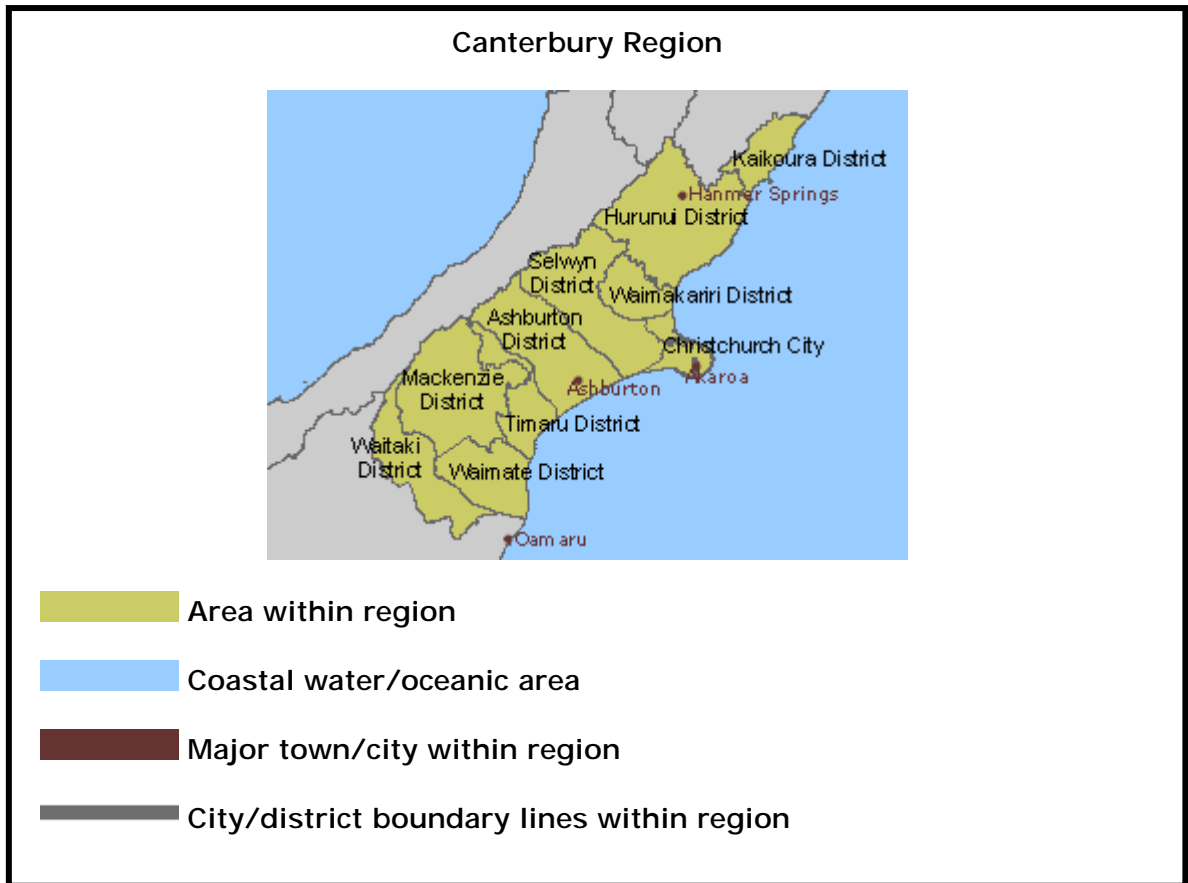 Canterbury Region
Kaikoura District
Hanmer Springs
Hurunui District
Selwyn
District
Waimakariri District
Ashburton
District
Christchurch City
Mackenzie
District
Ashburton
Akaroa
Timaru District
Waitaki
District
Waimate District
Oamaru
Area within region
Coastal water/oceanic area
Major town/city within region
City/district boundary lines within region